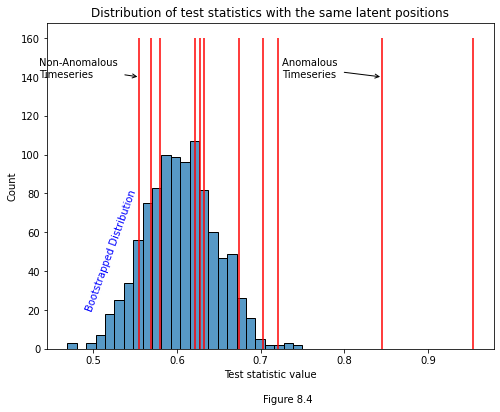 Distribution of test statistics with the same latent positions
160
140
120
100
80
60
40
20
0
Count
Non-Anomalous
Timeseries
Anomalous
Timeseries
Bootstrapped Distribution
0.5 0.6 0.7 0.8 0.9
Test statistic value
Figure 8.4